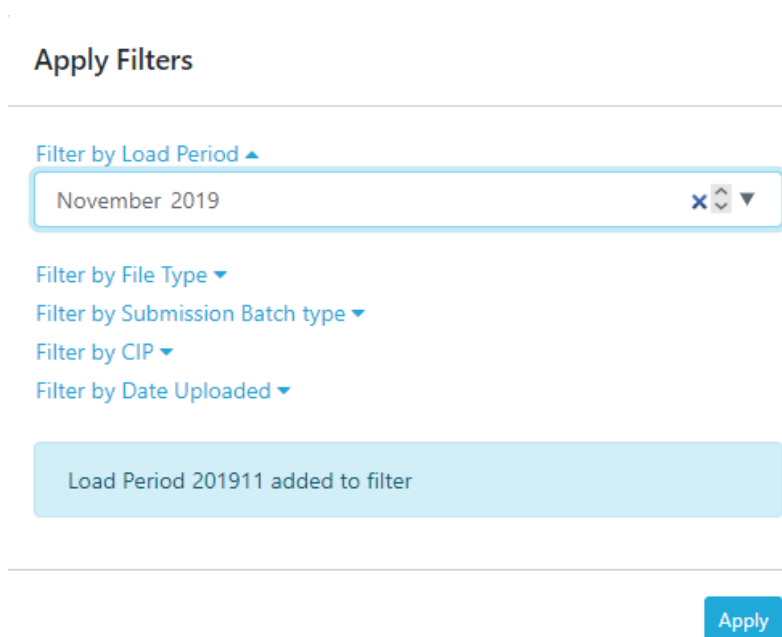 Apply Filters
Filter by Load Period
November 2019
Filter by File Type
Filter by Submission Batch type
Filter by CIP
Filter by Date Uploaded
Load Period 201911 added to filter
Apply